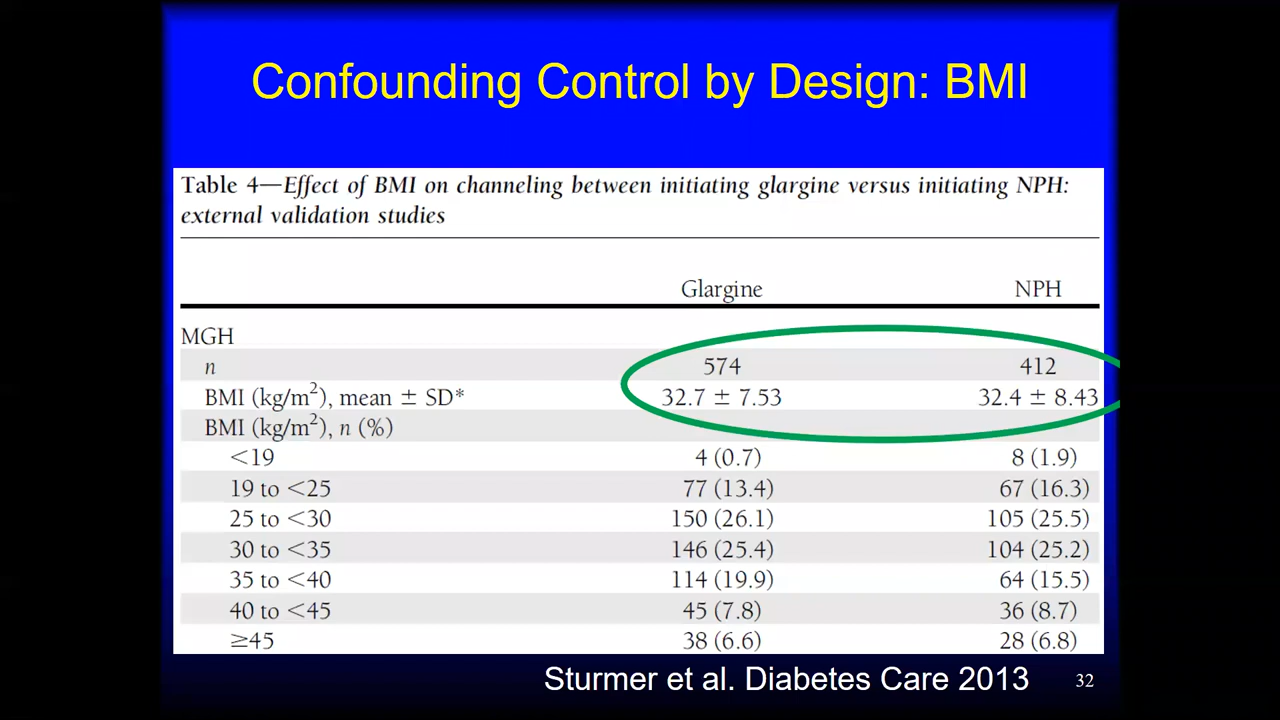 Confounding Control by Design: BMI
Table 4—Effect of BMI on channeling between initiating glargine versus initiating NPH:
external validation studies
Glargine NPH
MGH
n 574 412
BMI (kg/m²), mean ± SD* 32.7 ± 7.53 32.4 ± 8.43
BMI (kg/m²), n (%)
<19 4 (0.7) 8 (1.9)
19 to <25 77 (13.4) 67 (16.3)
25 to <30 150 (26.1) 105 (25.5)
30 to <35 146 (25.4) 104 (25.2)
35 to <40 114 (19.9) 64 (15.5)
40 to <45 45 (7.8) 36 (8.7)
≥45 38 (6.6) 28 (6.8)
Sturmer et al. Diabetes Care 2013 32